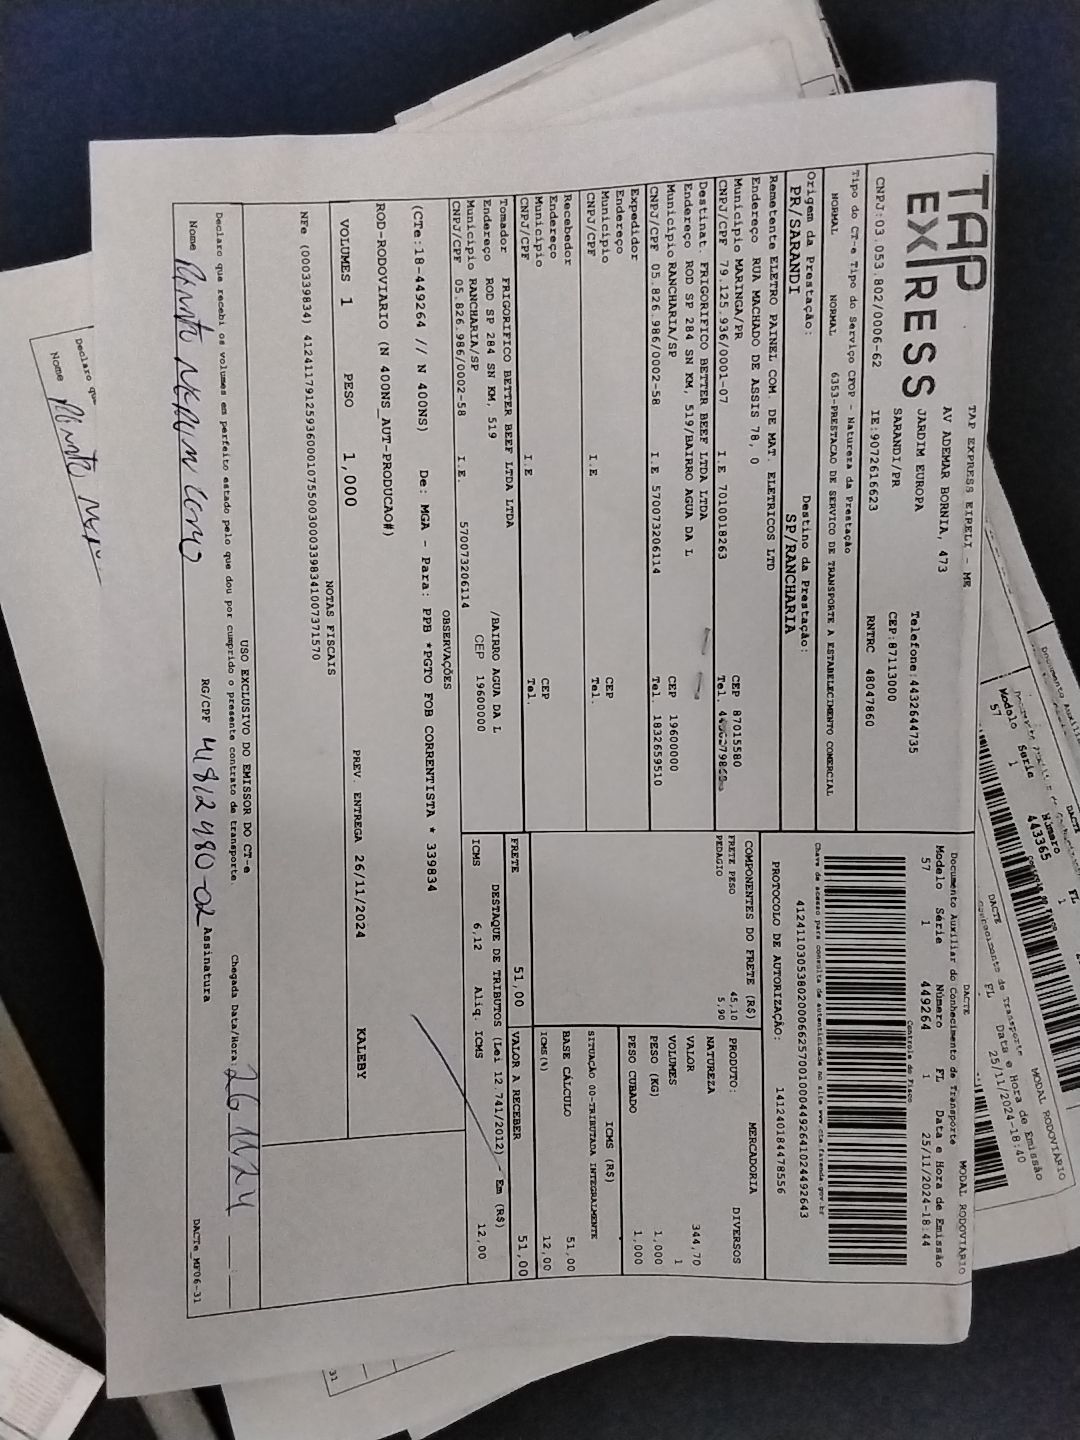 TAP EXPRESS
TAP EXPRESS EIRELI - ME
AV ADEMAR BORNIA, 473
JARDIM EUROPA
SARANDI/PR
CNPJ:03.053.802/0006-62
IE:9072616623
Telefone:4432644735
CEP:87113000
RNTRC 48047860
DACTE
MODAL RODOVIÁRIO
Documento Auxiliar do Conhecimento de Transporte
Modelo Série Número FL Data e Hora de Emissão
57 1 449264 1 25/11/2024-18:44
Controle do Fisco
Chave de acesso para consulta de autenticidade no site www.cte.fazenda.gov.br
41241103053802000662570010004492641024492643
PROTOCOLO DE AUTORIZAÇÃO: 141240184478556
Tipo do CT-e Tipo do Serviço CFOP - Natureza da Prestação
NORMAL NORMAL 6353-PRESTACAO DE SERVICO DE TRANSPORTE A ESTABELECIMENTO COMERCIAL
Origem da Prestação: Destino da Prestação:
PR/SARANDI SP/RANCHARIA
Remetente ELETRO PAINEL COM. DE MAT. ELETRICOS LTD
Endereço RUA MACHADO DE ASSIS 78, 0
Município MARINGA/PR CEP 87015580
CNPJ/CPF 79.125.936/0001-07 I.E 7010018263 Tel.
Destinat. FRIGORIFICO BETTER BEEF LTDA LTDA
Endereço ROD SP 284 SN KM, 519/BAIRRO AGUA DA L
Município RANCHARIA/SP CEP 19600000
CNPJ/CPF 05.826.986/0002-58 I.E 570073206114 Tel. 1832659510
Expedidor
Endereço
Município CEP
CNPJ/CPF I.E Tel.
Recebedor
Endereço
Município CEP
CNPJ/CPF I.E Tel.
Tomador FRIGORIFICO BETTER BEEF LTDA LTDA
Endereço ROD SP 284 SN KM, 519 /BAIRRO AGUA DA L
Município RANCHARIA/SP CEP 19600000
CNPJ/CPF 05.826.986/0002-58 I.E. 570073206114
COMPONENTES DO FRETE (R$)
FRETE PESO 45,10
PEDAGIO 5,90
FRETE 51,00
MERCADORIA
PRODUTO: DIVERSOS
NATUREZA
VALOR 344,70
VOLUMES 1
PESO (KG) 1,000
PESO CUBADO 1,000
ICMS (R$)
SITUAÇÃO 00-TRIBUTADA INTEGRALMENTE
BASE CÁLCULO 51,00
ICMS(%) 12,00
VALOR A RECEBER 51,00
DESTAQUE DE TRIBUTOS (Lei 12.741/2012) - Em (R$)
ICMS 6,12 Aliq. ICMS 12,00
OBSERVAÇÕES
(CTe:18-449264 // N 400NS) De: MGA - Para: PPB *PGTO FOB CORRENTISTA * 339834
ROD-RODOVIARIO (N 400NS_AUT-PRODUCAO#)
VOLUMES 1 PESO 1,000 PREV. ENTREGA 26/11/2024 KALEBY
NOTAS FISCAIS
NFe (000339834) 41241179125936000107550030003398341007371570
USO EXCLUSIVO DO EMISSOR DO CT-e
Declaro que recebi os volumes em perfeito estado pelo que dou por cumprido o presente contrato de transporte.
Chegada Data/Hora: 26 11 24 :
Nome RG/CPF 41812480-02 Assinatura
DACTe_MF06-31
Declaro que
Nome
DACTE
Modelo Série Número FL
57 1 443365 1
DACTE
MODAL RODOVIÁRIO
FL Data e Hora de Emissão
25/11/2024-18:40
31